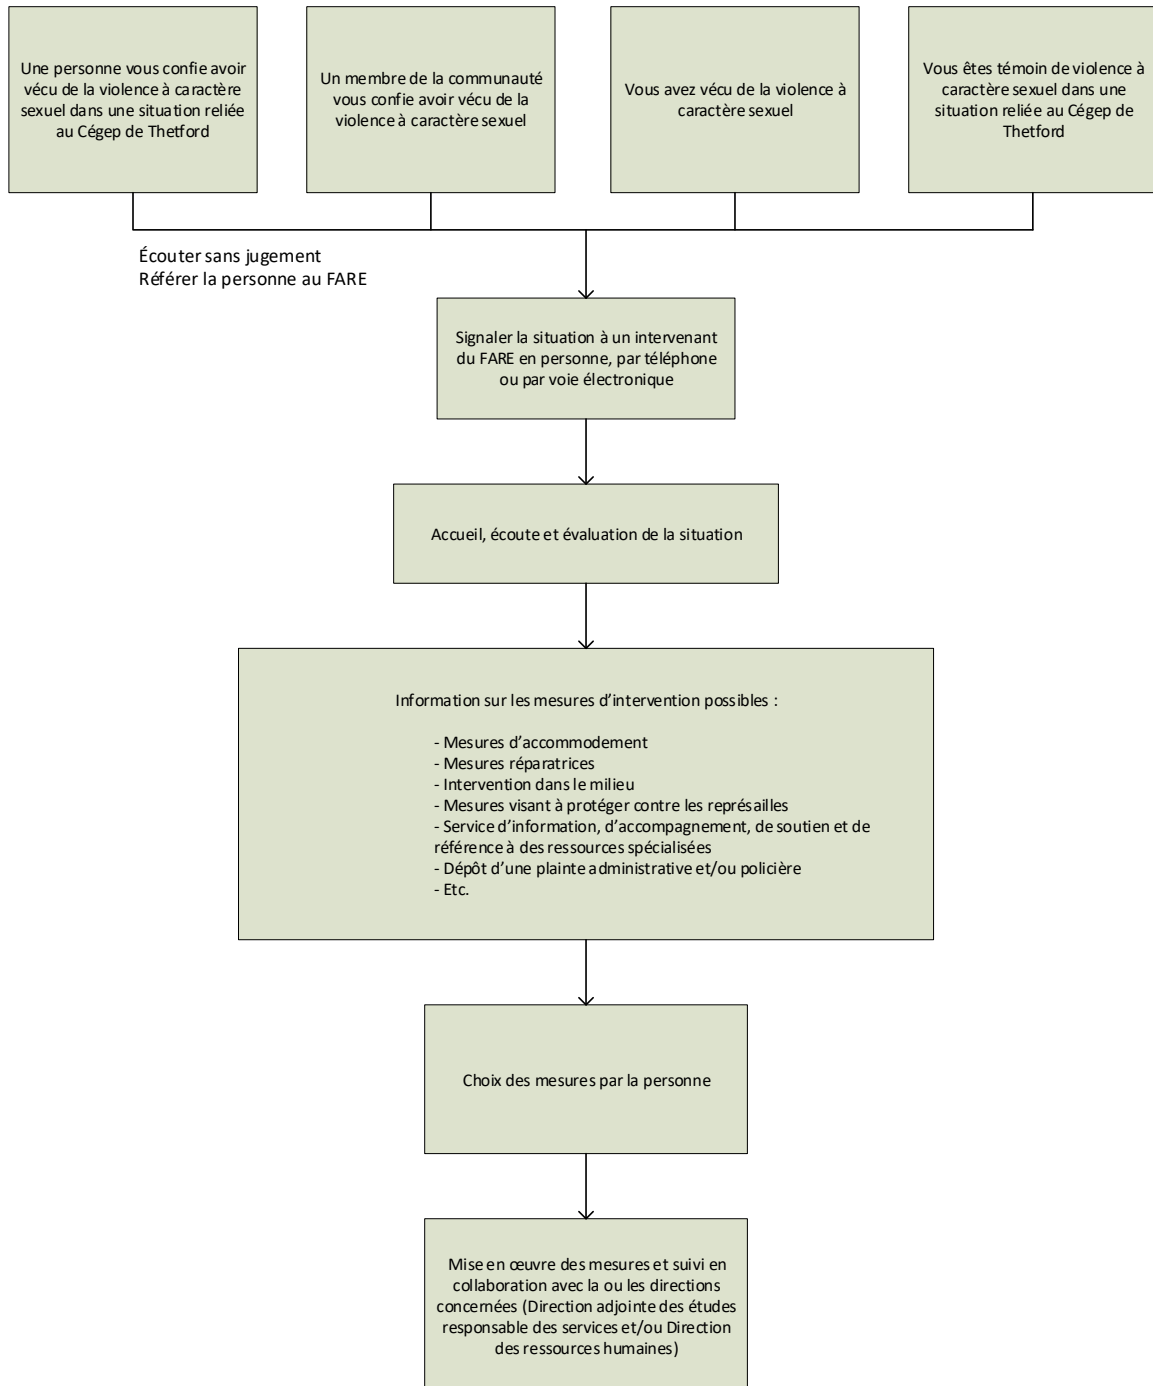 Une personne vous confie avoir
vécu de la violence à caractère
sexuel dans une situation reliée
au Cégep de Thetford
Un membre de la communauté
vous confie avoir vécu de la
violence à caractère sexuel
Vous avez vécu de la violence à
caractère sexuel
Vous êtes témoin de violence à
caractère sexuel dans une
situation reliée au Cégep de
Thetford
Écouter sans jugement
Référer la personne au FARE
Signaler la situation à un intervenant
du FARE en personne, par téléphone
ou par voie électronique
Accueil, écoute et évaluation de la situation
Information sur les mesures d’intervention possibles :
- Mesures d’accommodement
- Mesures réparatrices
- Intervention dans le milieu
- Mesures visant à protéger contre les représailles
- Service d’information, d’accompagnement, de soutien et de
référence à des ressources spécialisées
- Dépôt d’une plainte administrative et/ou policière
- Etc.
Choix des mesures par la personne
Mise en œuvre des mesures et suivi en
collaboration avec la ou les directions
concernées (Direction adjointe des études
responsable des services et/ou Direction
des ressources humaines)